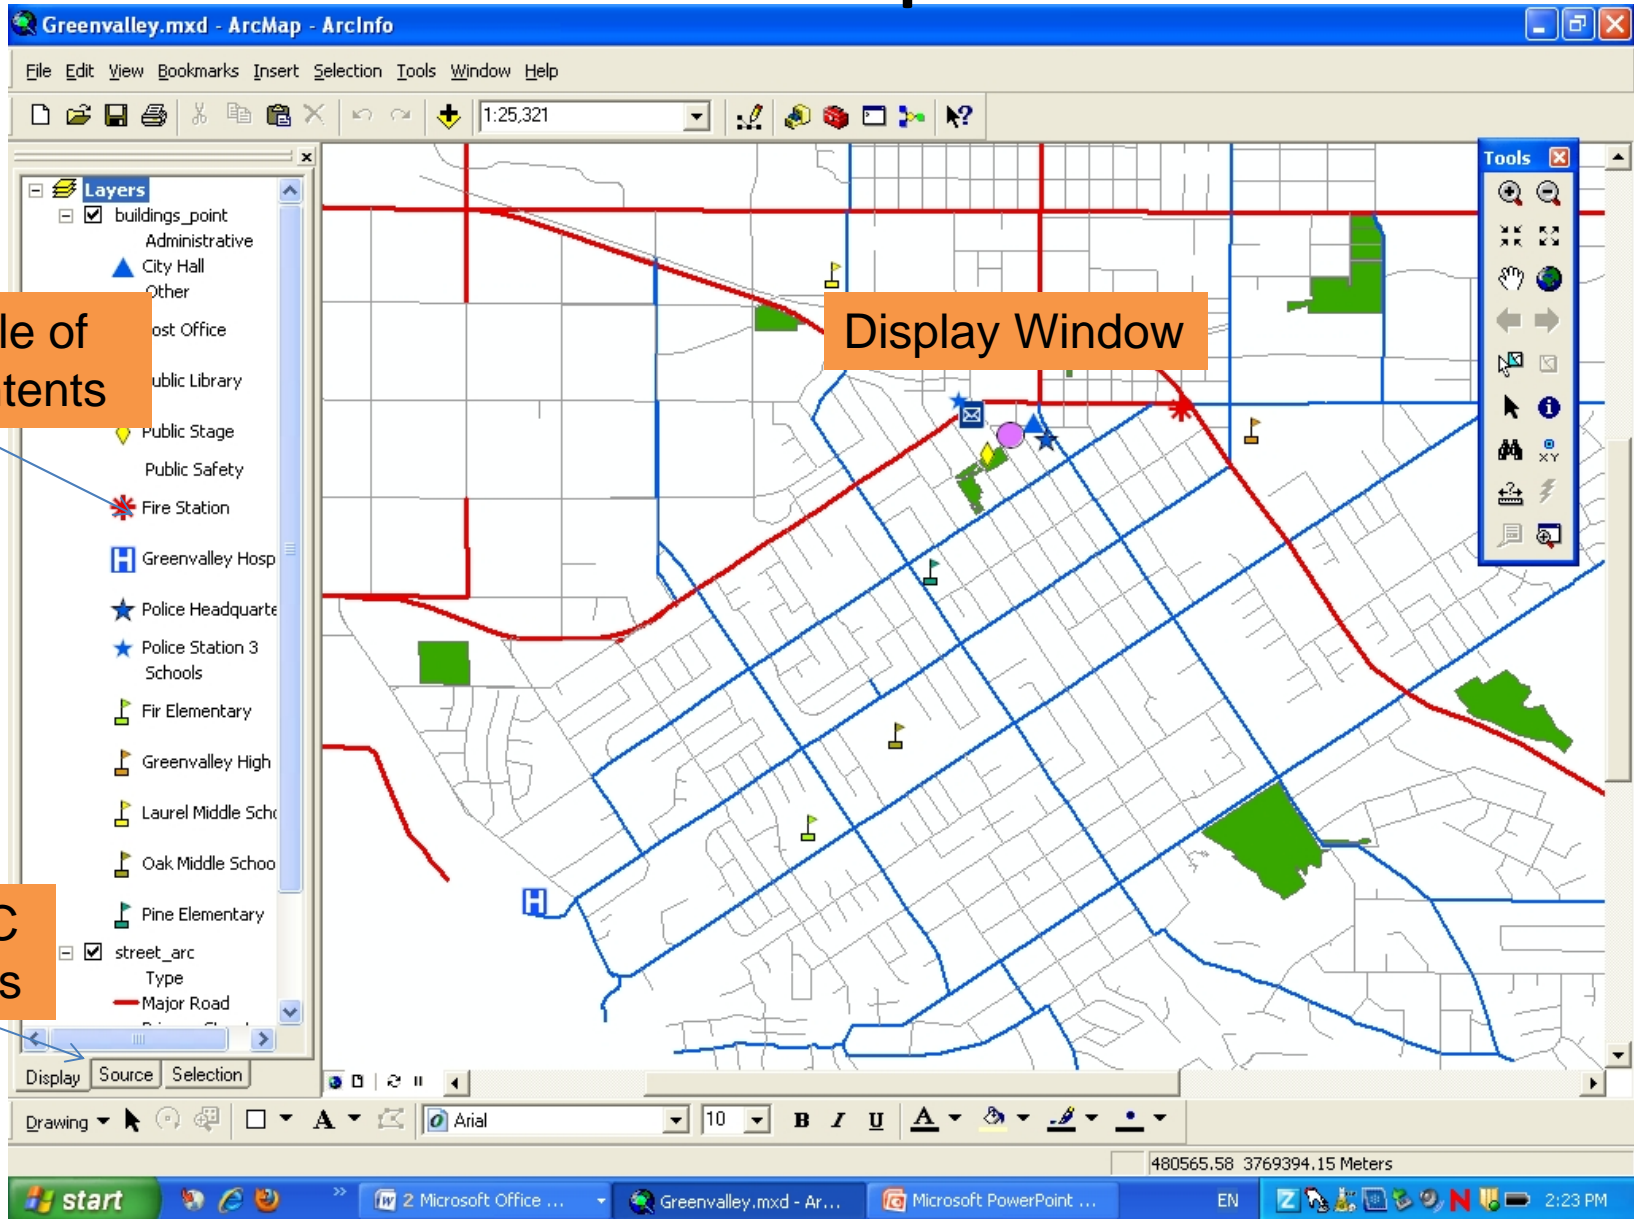 Greenvalley.mxd - ArcMap - ArcInfo
File Edit View Bookmarks Insert Selection Tools Window Help
1:25,321
Tools
Layers
buildings_point
Administrative
City Hall
Other
ost Office
ublic Library
Public Stage
Public Safety
Fire Station
Greenvalley Hosp
Police Headquarte
Police Station 3
Schools
Fir Elementary
Greenvalley High
Laurel Middle Scho
Oak Middle Schoo
Pine Elementary
street_arc
Type
Major Road
le of
tents
Display Window
C
s
H
XY
Display Source Selection
Drawing A Arial 10 B I U A
480565.58 3769394.15 Meters
start 2 Microsoft Office ... Greenvalley.mxd - Ar... Microsoft PowerPoint ... EN 2:23 PM